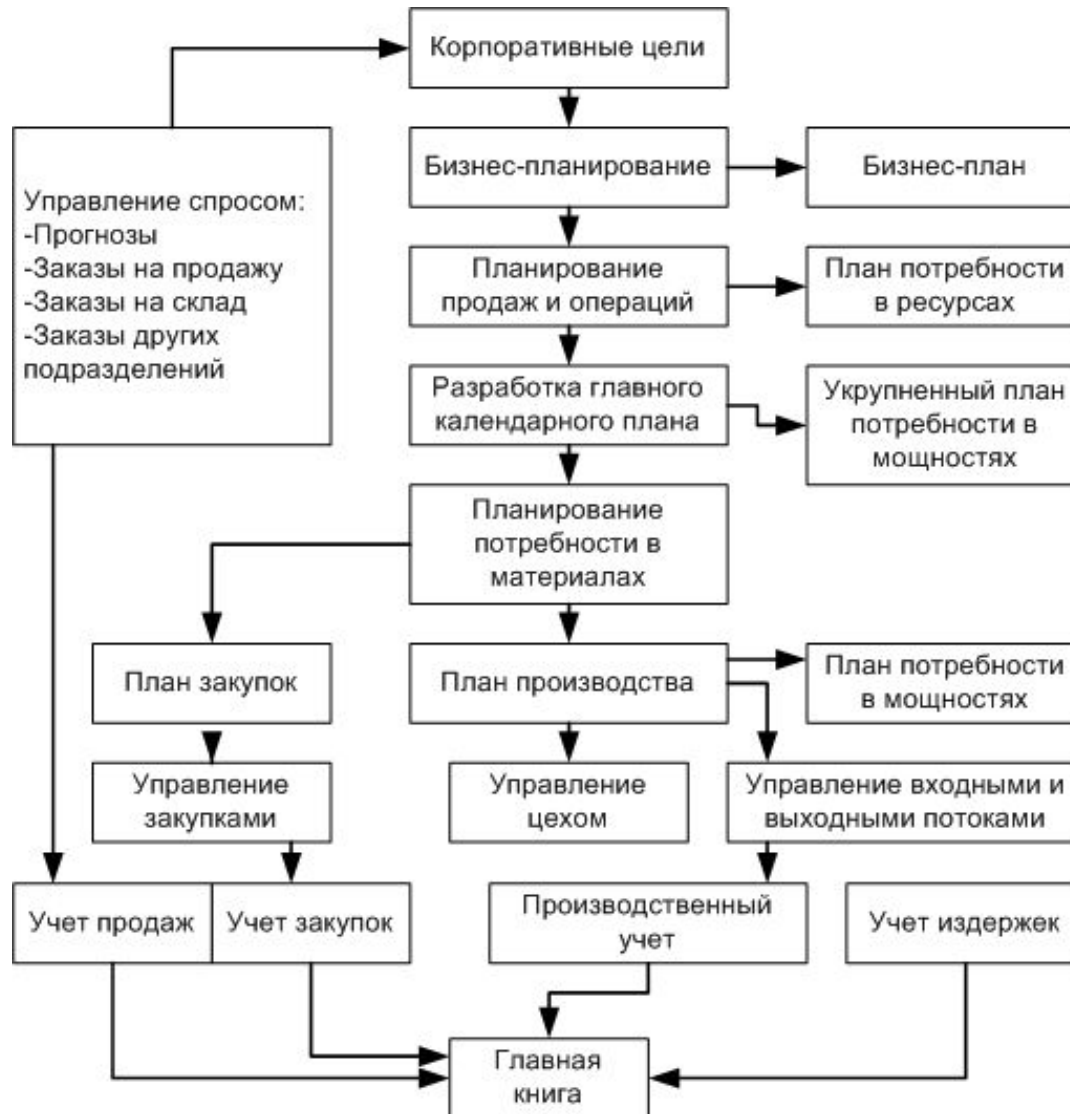 Корпоративные цели
Управление спросом:
-Прогнозы
-Заказы на продажу
-Заказы на склад
-Заказы других
подразделений
Бизнес-планирование
Бизнес-план
Планирование
продаж и операций
План потребности
в ресурсах
Разработка главного
календарного плана
Укрупненный план
потребности в
мощностях
Планирование
потребности в
материалах
План закупок
План производства
План потребности
в мощностях
Управление
закупками
Управление
цехом
Управление входными и
выходными потоками
Учет продаж
Учет закупок
Производственный
учет
Учет издержек
Главная
книга